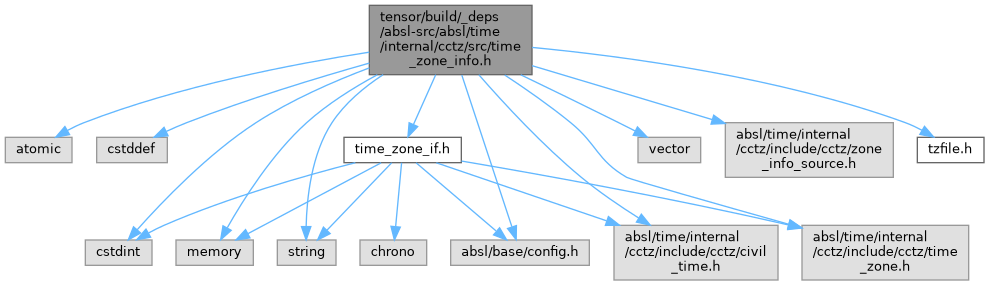 tensor/build/_deps
/absl-src/absl/time
/internal/cctz/src/time
_zone_info.h
atomic
cstddef
time_zone_if.h
vector
absl/time/internal
/cctz/include/cctz/zone
_info_source.h
tzfile.h
cstdint
memory
string
chrono
absl/base/config.h
absl/time/internal
/cctz/include/cctz/civil
_time.h
absl/time/internal
/cctz/include/cctz/time
_zone.h